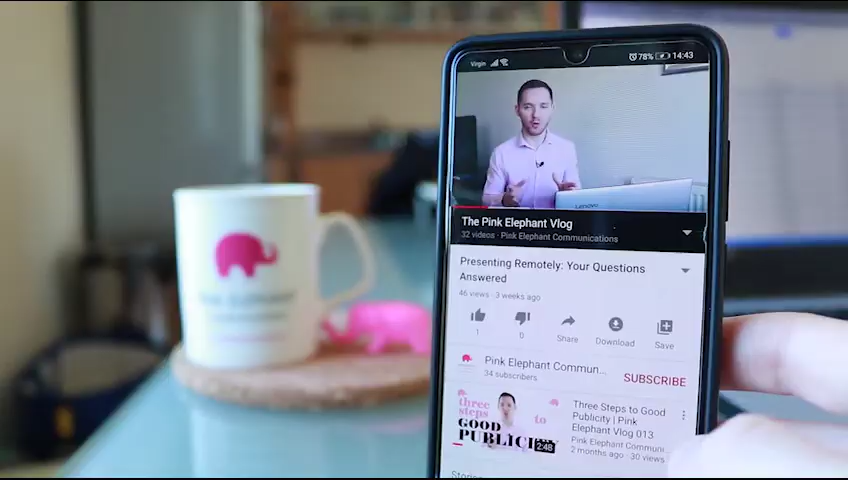 Virgin
78%
14:43
Lenovo
The Pink Elephant Vlog
32 videos · Pink Elephant Communications
Presenting Remotely: Your Questions
Answered
46 views · 3 weeks ago
1
0
Share
Download
Save
Pink Elephant Commun...
34 subscribers
SUBSCRIBE
three
steps
to
GOOD
2:48
Three Steps to Good
Publicity | Pink
Elephant Vlog 013
Pink Elephant Commu...
2 months ago · 30 views